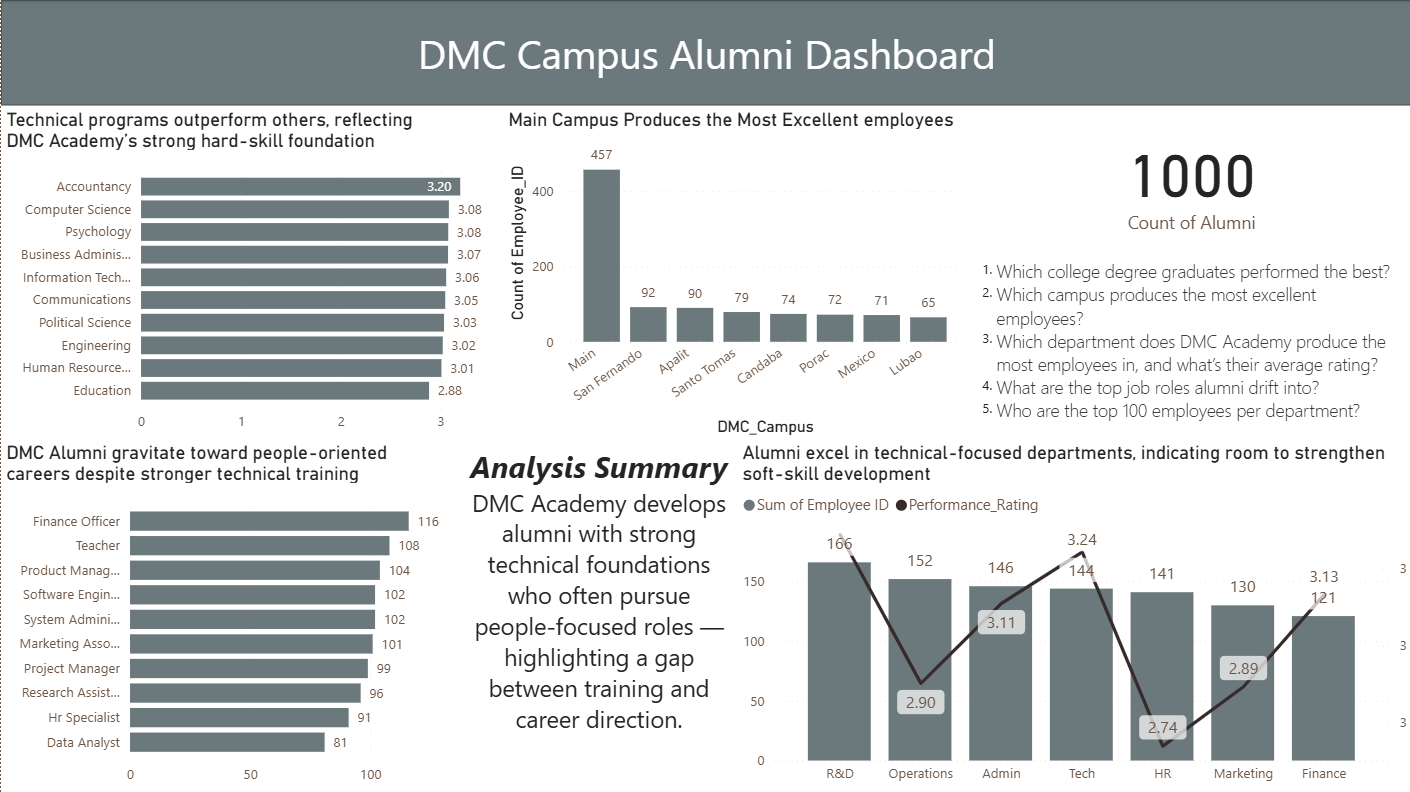 DMC Campus Alumni Dashboard
Technical programs outperform others, reflecting
DMC Academy's strong hard-skill foundation
Accountancy 3.20
Computer Science 3.08
Psychology 3.08
Business Adminis... 3.07
Information Tech... 3.06
Communications 3.05
Political Science 3.03
Engineering 3.02
Human Resource... 3.01
Education 2.88
0 1 2 3
Main Campus Produces the Most Excellent employees
Count of Employee_ID
400
200
0
457 92 90 79 74 72 71 65
Main San Fernando Apalit Santo Tomas Candaba Porac Mexico Lubao
DMC_Campus
1000
Count of Alumni
1. Which college degree graduates performed the best?
2. Which campus produces the most excellent
employees?
3. Which department does DMC Academy produce the
most employees in, and what's their average rating?
4. What are the top job roles alumni drift into?
5. Who are the top 100 employees per department?
DMC Alumni gravitate toward people-oriented
careers despite stronger technical training
Finance Officer 116
Teacher 108
Product Manag... 104
Software Engin... 102
System Admini... 102
Marketing Asso... 101
Project Manager 99
Research Assist... 96
Hr Specialist 91
Data Analyst 81
0 50 100
Analysis Summary
DMC Academy develops
alumni with strong
technical foundations
who often pursue
people-focused roles —
highlighting a gap
between training and
career direction.
Alumni excel in technical-focused departments, indicating room to strengthen
soft-skill development
Sum of Employee ID Performance_Rating
150
100
50
0
166 152 146 144 141 130 121
2.90 3.11 3.24 2.74 2.89 3.13
3
3
3
R&D Operations Admin Tech HR Marketing Finance